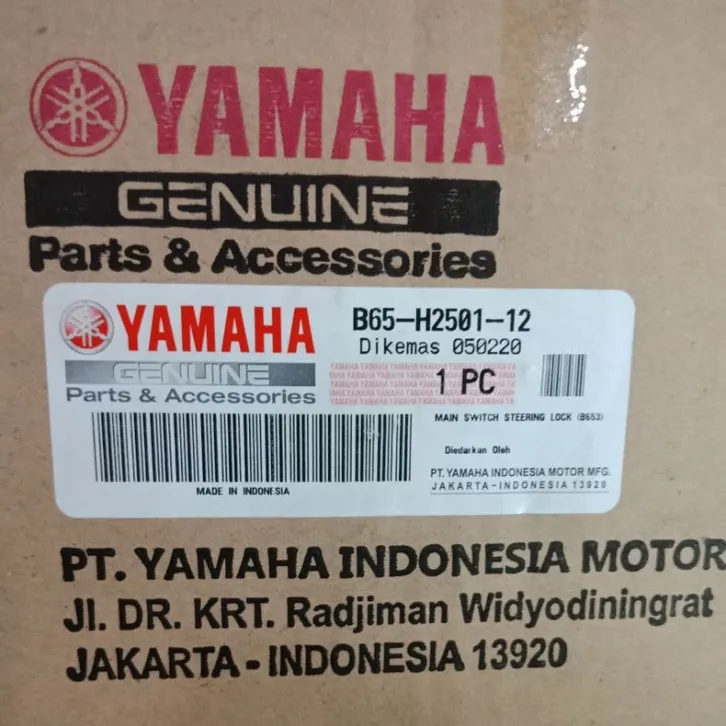 YAMAHA
GENUINE
Parts & Accessories
YAMAHA
GENUINE
Parts & Accessories
MADE IN INDONESIA
B65-H2501-12
Dikemas 050220
1 PC
MAIN SWITCH STEERING LOCK (B653)
Diedarkan Oleh
PT. YAMAHA INDONESIA MOTOR MFG.
JAKARTA-INDONESIA 13920
PT. YAMAHA INDONESIA MOTOR
Jl. DR. KRT. Radjiman Widyodiningrat
JAKARTA - INDONESIA 13920